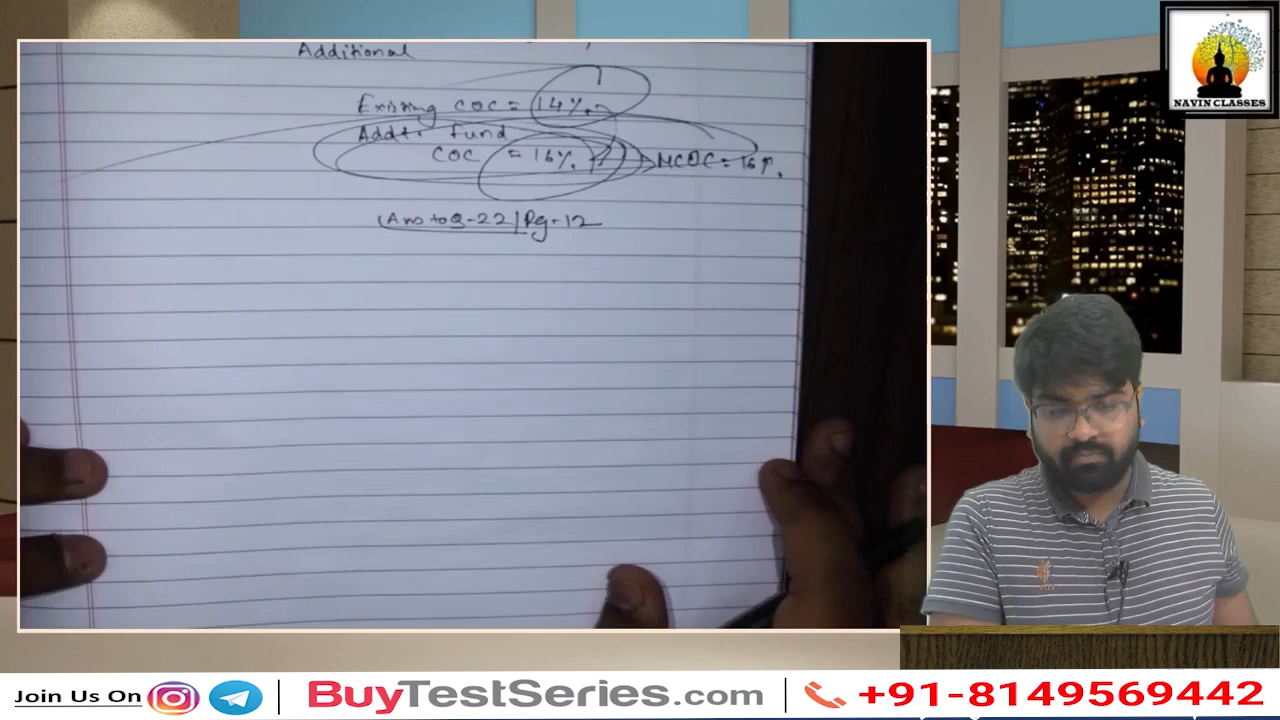 Additional
Existing COC = 14%.
Addtn. Fund
COC = 16% MCOC = 16%.
(Ans to Q-22 | Pg-12
NAVIN CLASSES
Join Us On BuyTestSeries.com +91-8149569442